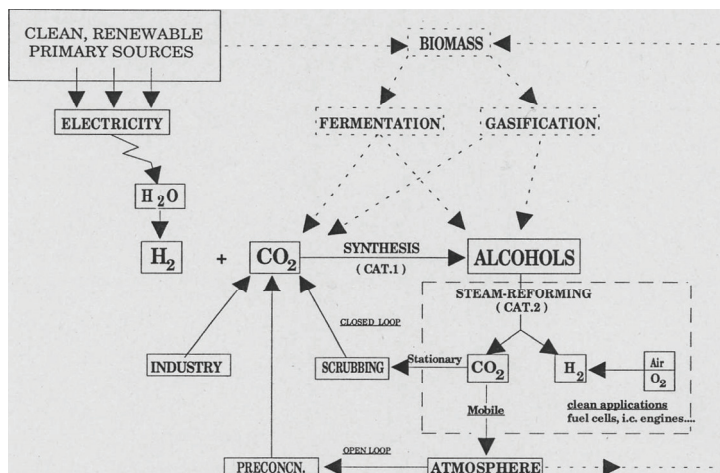 CLEAN, RENEWABLE
PRIMARY SOURCES
BIOMASS
ELECTRICITY
FERMENTATION
GASIFICATION
H2O
H2
+
CO2
SYNTHESIS
(CAT.1)
ALCOHOLS
STEAM-REFORMING
(CAT.2)
CLOSED LOOP
INDUSTRY
SCRUBBING
Stationary
CO2
H2
Air
O2
Mobile
clean applications
fuel cells, i.c. engines....
PRECONCN.
OPEN LOOP
ATMOSPHERE